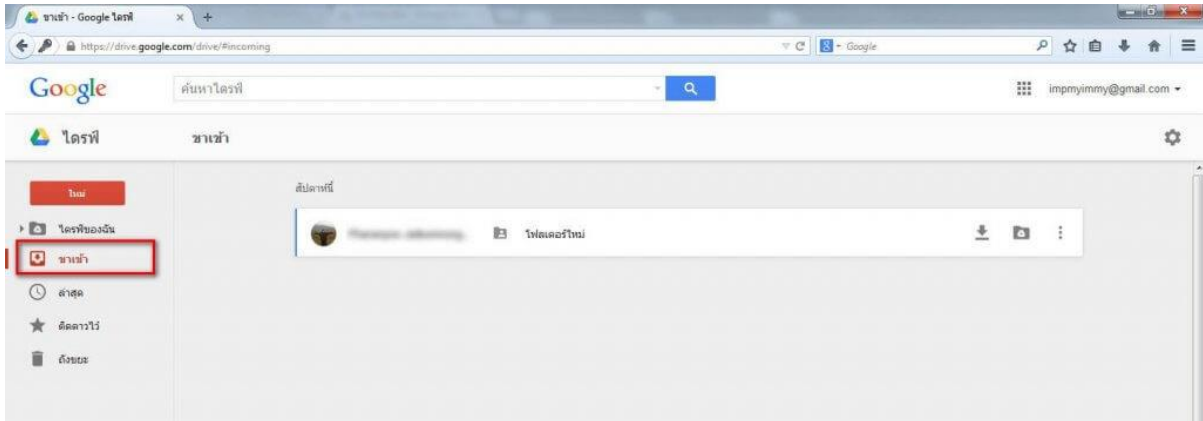 ขาเข้า - Google ไดรฟ์
https://drive.google.com/drive/#incoming
Google
Google
ค้นหาไดรฟ์
impmyimmy@gmail.com
ไดรฟ์
ขาเข้า
ใหม่
สัปดาห์นี้
ไดรฟ์ของฉัน
โฟลเดอร์ใหม่
ขาเข้า
ล่าสุด
ติดดาวไว้
ถังขยะ